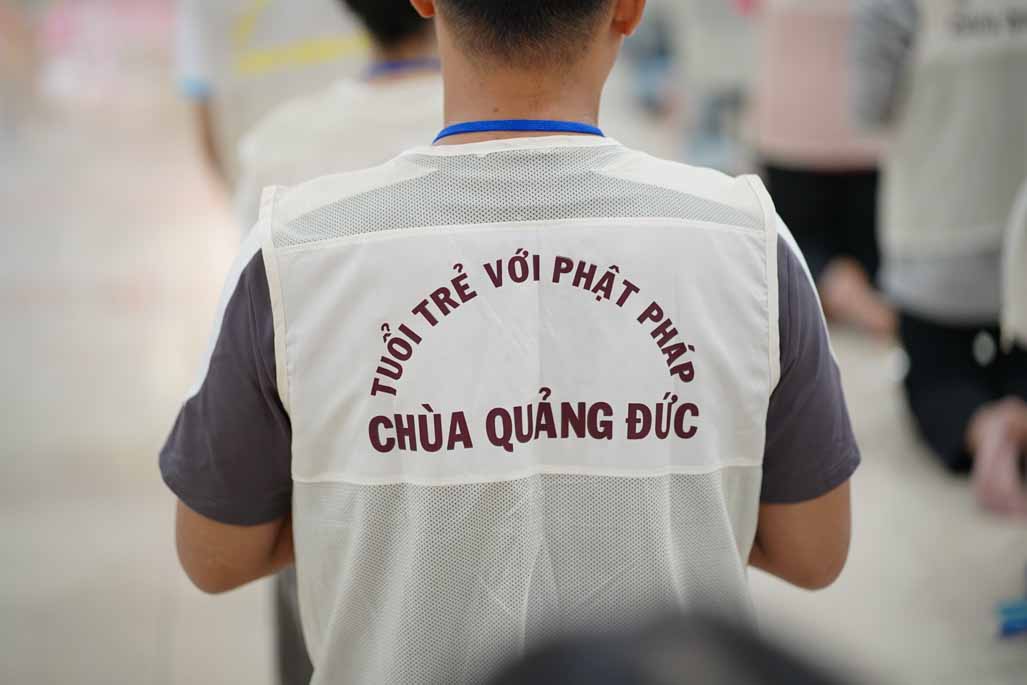 TUỔI TRẺ VỚI PHẬT PHÁP
CHÙA QUẢNG ĐỨC